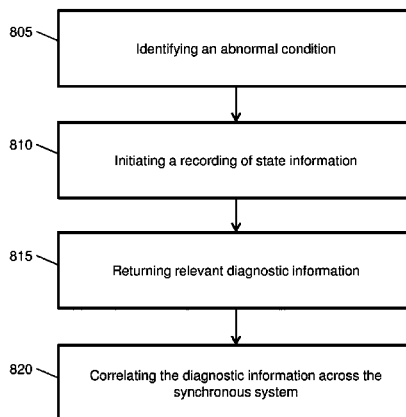 805
Identifying an abnormal condition
810
Initiating a recording of state information
815
Returning relevant diagnostic information
820
Correlating the diagnostic information across the
synchronous system